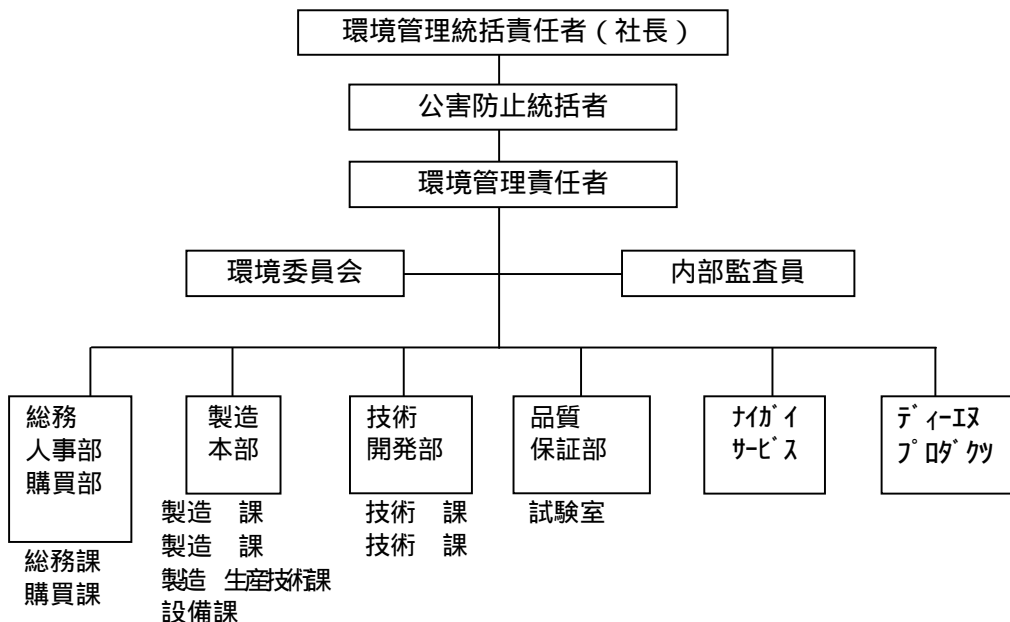 環境管理統括責任者（社長）
公害防止統括者
環境管理責任者
環境委員会
内部監査員
総務
人事部
購買部
総務課
購買課
製造
本部
製造　課
製造　課
製造　生産技術課
設備課
技術
開発部
技術　課
技術　課
品質
保証部
試験室
ﾅｲｶﾞｲ
ｻｰﾋﾞｽ
ﾃﾞｨｰｴﾇ
ﾌﾟﾛﾀﾞｸﾂ